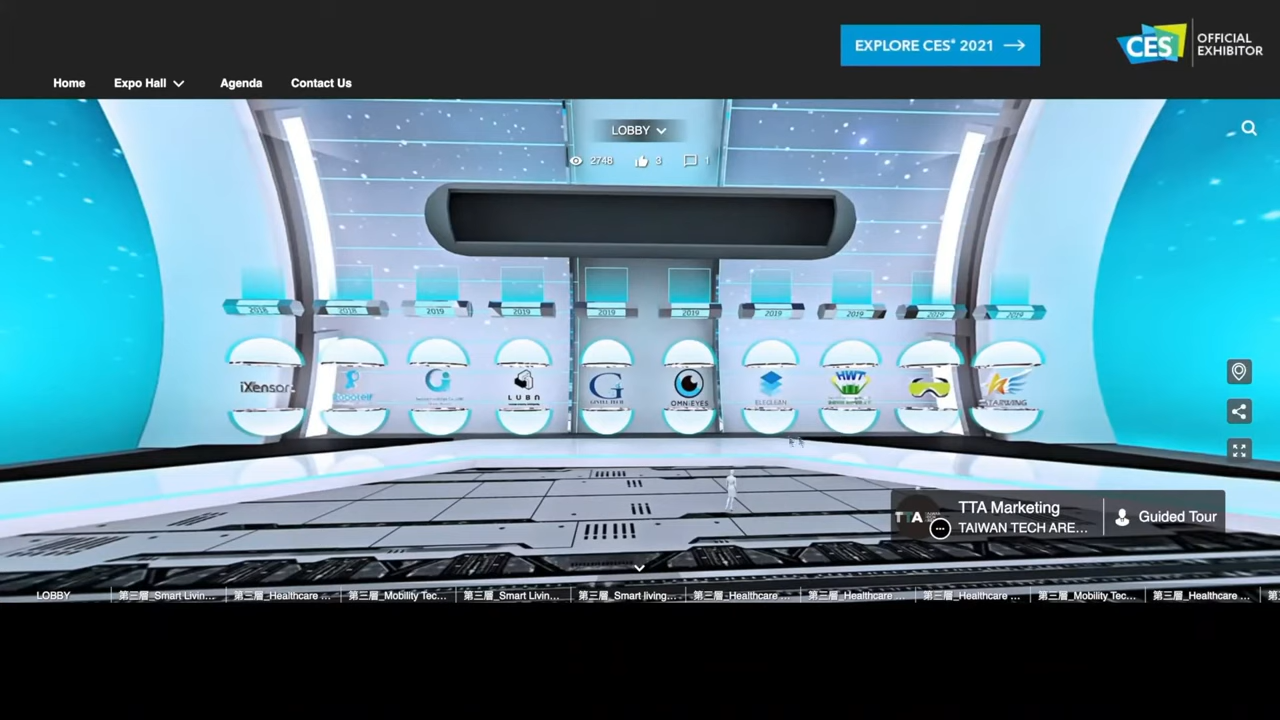 EXPLORE CES® 2021
CES
OFFICIAL
EXHIBITOR
Home
Expo Hall
Agenda
Contact Us
LOBBY
2748
3
1
2018
2018
2019
2019
2019
2019
2019
2019
2019
2019
iXensor
LUBN
G
OMNIEYES
ELECLEAN
HWT
STARWING
TTA
TTA Marketing
TAIWAN TECH ARE...
Guided Tour
LOBBY
第三層_Smart Livin...
第三層_Healthcare ...
第三層_Mobility Tec...
第三層_Smart Livin...
第三層_Smart living...
第三層_Healthcare ...
第三層_Healthcare ...
第三層_Healthcare ...
第三層_Mobility Tec...
第三層_Healthcare ...